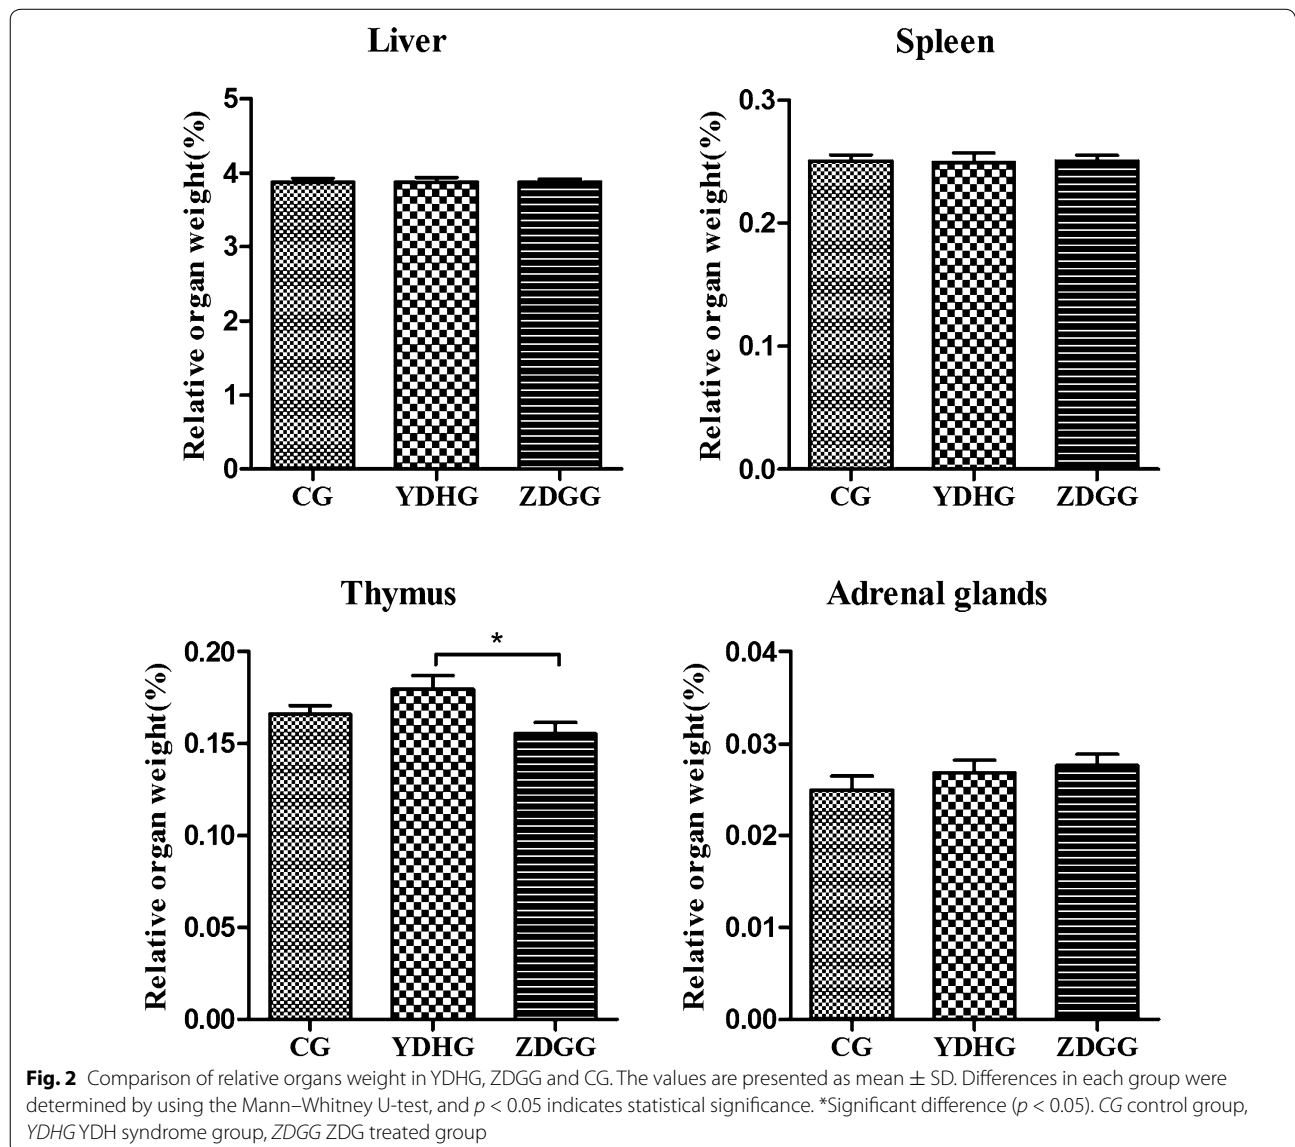 Liver
Relative organ weight(%)
5
4
3
2
1
0
CG YDHG ZDGG
Spleen
Relative organ weight(%)
0.3
0.2
0.1
0.0
CG YDHG ZDGG
Thymus
Relative organ weight(%)
0.20
0.15
0.10
0.05
0.00
*
CG YDHG ZDGG
Adrenal glands
Relative organ weight(%)
0.04
0.03
0.02
0.01
0.00
CG YDHG ZDGG
Fig. 2 Comparison of relative organs weight in YDHG, ZDGG and CG. The values are presented as mean ± SD. Differences in each group were
determined by using the Mann–Whitney U-test, and p < 0.05 indicates statistical significance. *Significant difference (p < 0.05). CG control group,
YDHG YDH syndrome group, ZDGG ZDG treated group